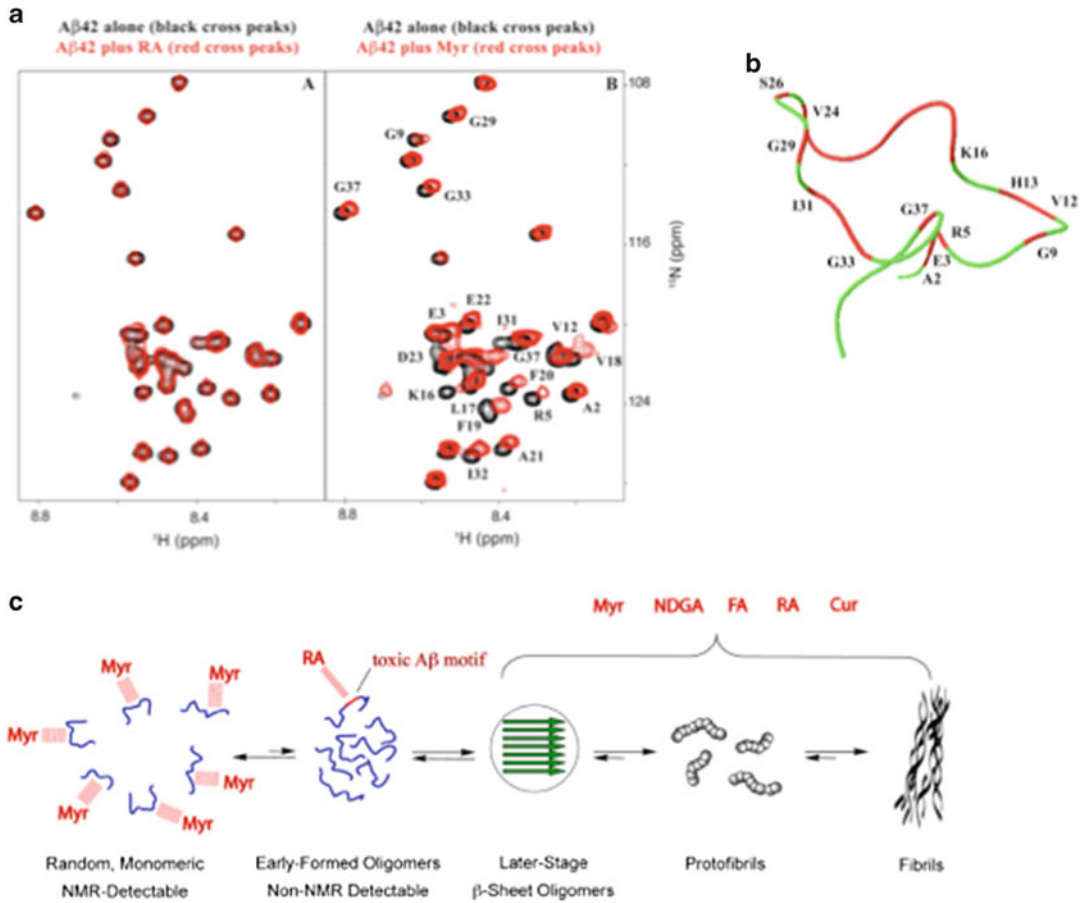 a
Aβ42 alone (black cross peaks)
Aβ42 plus RA (red cross peaks)
Aβ42 alone (black cross peaks)
Aβ42 plus Myr (red cross peaks)
A
B
108
116
124
¹⁵N (ppm)
G29
G9
G37
G33
E22
E3
I31
V12
D23
G37
V18
F20
K16
L17
R5
A2
F19
A21
I32
8.8
8.4
8.8
8.4
¹H (ppm)
¹H (ppm)
b
S26
V24
G29
K16
I31
H13
V12
G37
R5
G33
E3
G9
A2
c
Myr NDGA FA RA Cur
Myr
Myr
Myr
Myr
Myr
Myr
RA
toxic Aβ motif
Random, Monomeric
NMR-Detectable
Early-Formed Oligomers
Non-NMR Detectable
Later-Stage
β-Sheet Oligomers
Protofibrils
Fibrils